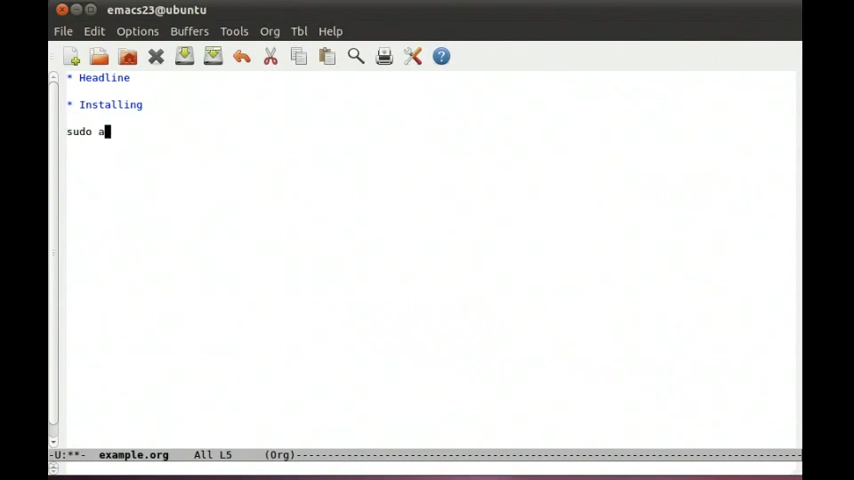 emacs23@ubuntu
File Edit Options Buffers Tools Org Tbl Help
* Headline
* Installing
sudo a
-U:**- example.org All L5 (Org)--------------------------------------------------------------------------------